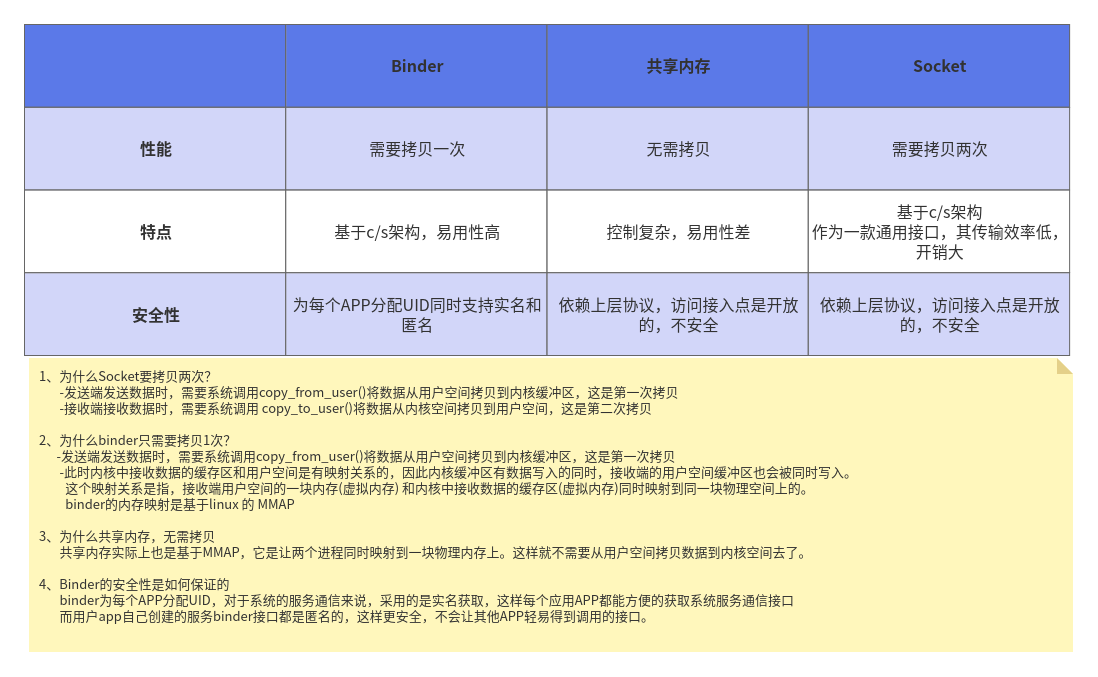 Binder 共享内存 Socket
性能 需要拷贝一次 无需拷贝 需要拷贝两次
特点 基于c/s架构，易用性高 控制复杂，易用性差 基于c/s架构
作为一款通用接口，其传输效率低，
开销大
安全性 为每个APP分配UID同时支持实名和
匿名 依赖上层协议，访问接入点是开放
的，不安全 依赖上层协议，访问接入点是开放
的，不安全
1、为什么Socket要拷贝两次?
-发送端发送数据时，需要系统调用copy_from_user()将数据从用户空间拷贝到内核缓冲区，这是第一次拷贝
-接收端接收数据时，需要系统调用 copy_to_user()将数据从内核空间拷贝到用户空间，这是第二次拷贝
2、为什么binder只需要拷贝1次?
-发送端发送数据时，需要系统调用copy_from_user()将数据从用户空间拷贝到内核缓冲区，这是第一次拷贝
-此时内核中接收数据的缓存区和用户空间是有映射关系的，因此内核缓冲区有数据写入的同时，接收端的用户空间缓冲区也会被同时写入。
这个映射关系是指，接收端用户空间的一块内存(虚拟内存) 和内核中接收数据的缓存区(虚拟内存)同时映射到同一块物理空间上的。
binder的内存映射是基于linux 的 MMAP
3、为什么共享内存，无需拷贝
共享内存实际上也是基于MMAP，它是让两个进程同时映射到一块物理内存上。这样就不需要从用户空间拷贝数据到内核空间去了。
4、Binder的安全性是如何保证的
binder为每个APP分配UID，对于系统的服务通信来说，采用的是实名获取，这样每个应用APP都能方便的获取系统服务通信接口
而用户app自己创建的服务binder接口都是匿名的，这样更安全，不会让其他APP轻易得到调用的接口。